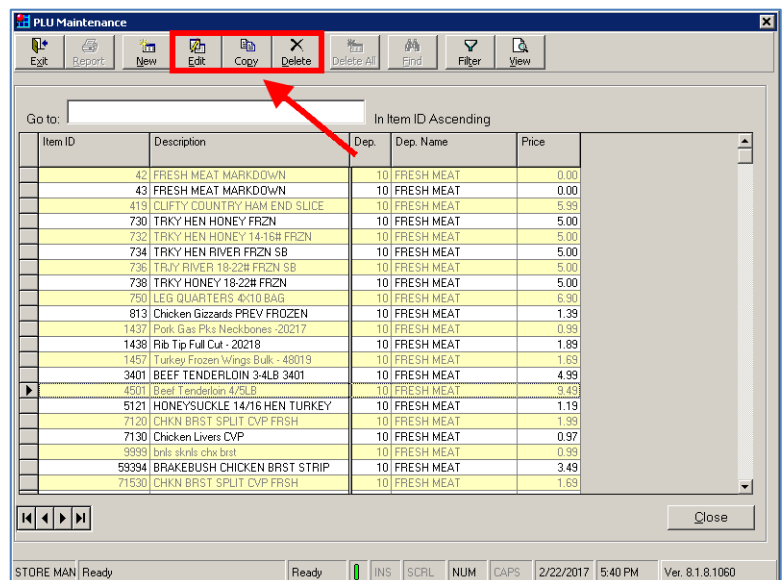 PLU Maintenance
Exit Report New Edit Copy Delete Delete All Find Filter View
Go to: In Item ID Ascending
Item ID Description Dep. Dep. Name Price
42 FRESH MEAT MARKDOWN 10 FRESH MEAT 0.00
43 FRESH MEAT MARKDOWN 10 FRESH MEAT 0.00
419 CLIFTY COUNTRY HAM END SLICE 10 FRESH MEAT 5.99
730 TRKY HEN HONEY FRZN 10 FRESH MEAT 5.00
732 TRKY HEN HONEY 14-16# FRZN 10 FRESH MEAT 5.00
734 TRKY HEN RIVER FRZN SB 10 FRESH MEAT 5.00
736 TRJY RIVER 18-22# FRZN SB 10 FRESH MEAT 5.00
738 TRKY HONEY 18-22# FRZN 10 FRESH MEAT 5.00
750 LEG QUARTERS 4X10 BAG 10 FRESH MEAT 6.90
813 Chicken Gizzards PREV FROZEN 10 FRESH MEAT 1.39
1437 Pork Gas Pks Neckbones -20217 10 FRESH MEAT 0.99
1438 Rib Tip Full Cut - 20218 10 FRESH MEAT 1.89
1457 Turkey Frozen Wings Bulk - 48019 10 FRESH MEAT 1.69
3401 BEEF TENDERLOIN 3-4LB 3401 10 FRESH MEAT 4.99
4501 Beef Tenderloin 4/5LB 10 FRESH MEAT 9.49
5121 HONEYSUCKLE 14/16 HEN TURKEY 10 FRESH MEAT 1.19
7120 CHKN BRST SPLIT CVP FRSH 10 FRESH MEAT 1.99
7130 Chicken Livers CVP 10 FRESH MEAT 0.97
9999 bnls sknls chx brst 10 FRESH MEAT 0.99
59394 BRAKEBUSH CHICKEN BRST STRIP 10 FRESH MEAT 3.49
71530 CHKN BRST SPLIT CVP FRSH 10 FRESH MEAT 1.69
Close
STORE MAN Ready Ready INS SCRL NUM CAPS 2/22/2017 5:40 PM Ver. 8.1.8.1060